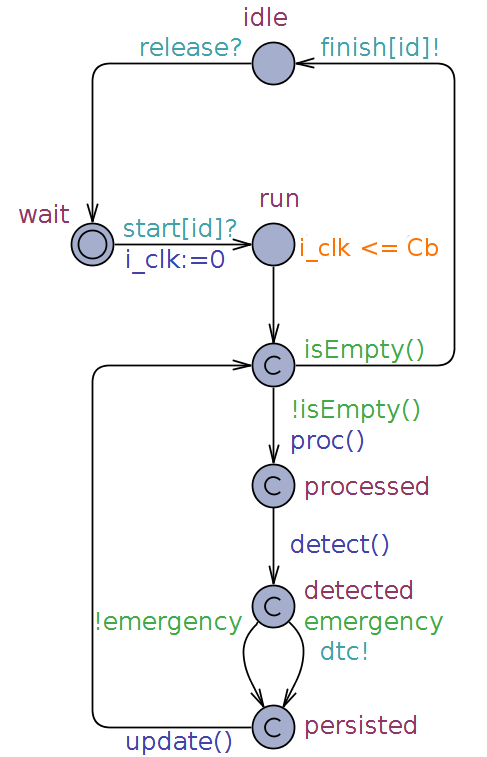 idle
release?
finish[id]!
wait
run
start[id]?
i_clk:=0
i_clk <= Cb
C
isEmpty()
!isEmpty()
proc()
C
processed
detect()
C
detected
!emergency
emergency
dtc!
C
persisted
update()